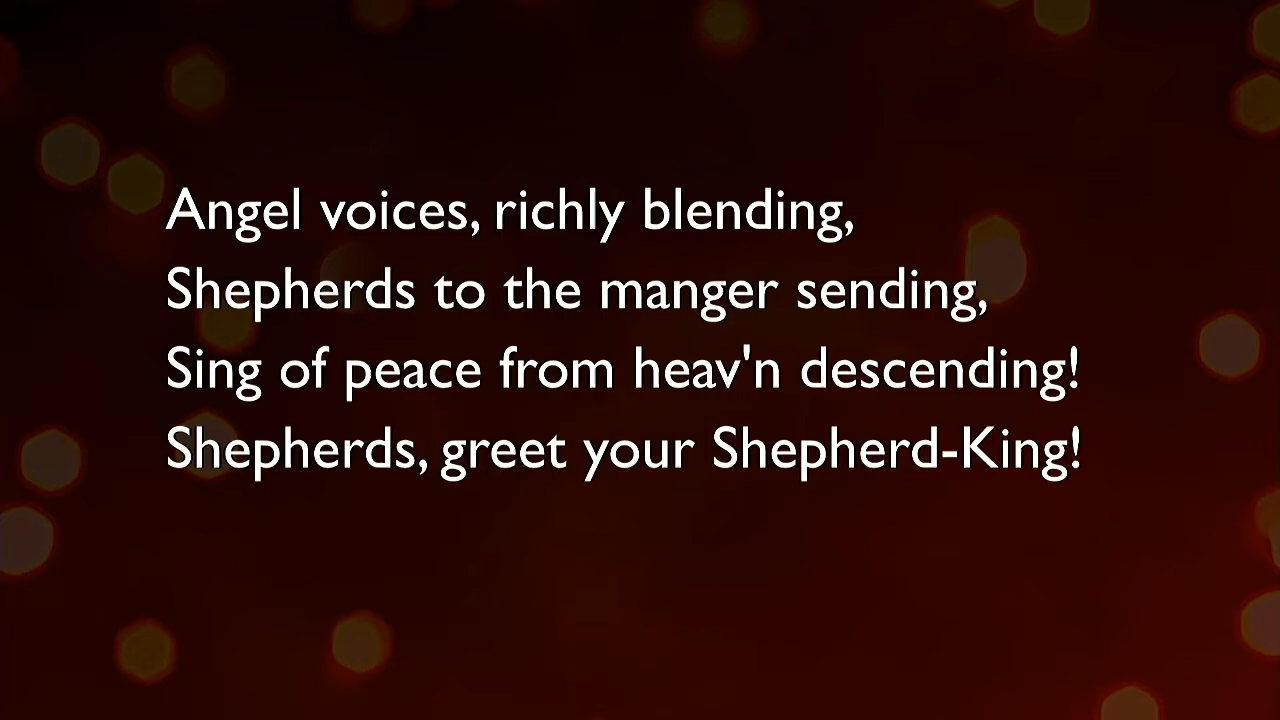 Angel voices, richly blending,
Shepherds to the manger sending,
Sing of peace from heav'n descending!
Shepherds, greet your Shepherd-King!